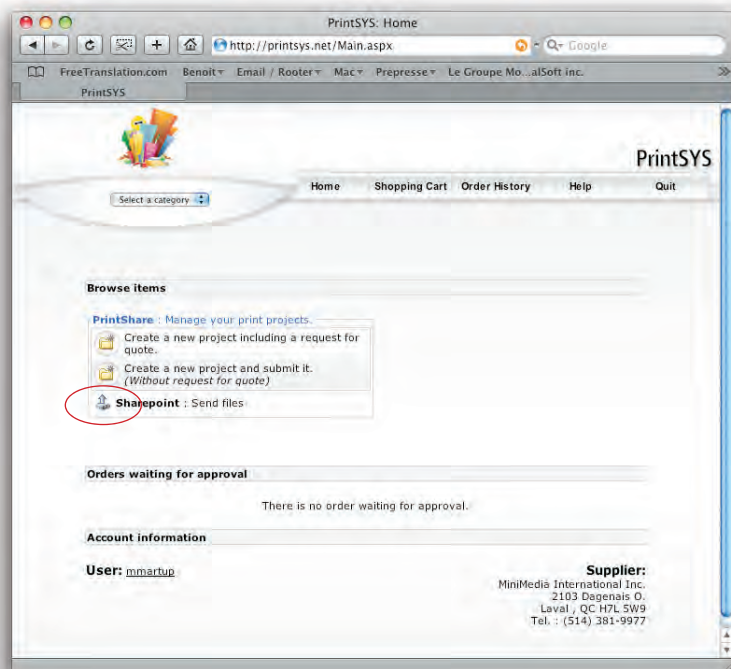 PrintSYS: Home
http://printsys.net/Main.aspx
Google
FreeTranslation.com Benoit Email / Rooter Mac Prepresse Le Groupe Mo...alSoft inc.
PrintSYS
PrintSYS
Home Shopping Cart Order History Help Quit
Select a category
Browse items
PrintShare : Manage your print projects.
Create a new project including a request for
quote.
Create a new project and submit it.
(Without request for quote)
Sharepoint : Send files
Orders waiting for approval
There is no order waiting for approval.
Account information
User: mmartup
Supplier:
MiniMedia International Inc.
2103 Dagenais O.
Laval , QC H7L 5W9
Tel. : (514) 381-9977